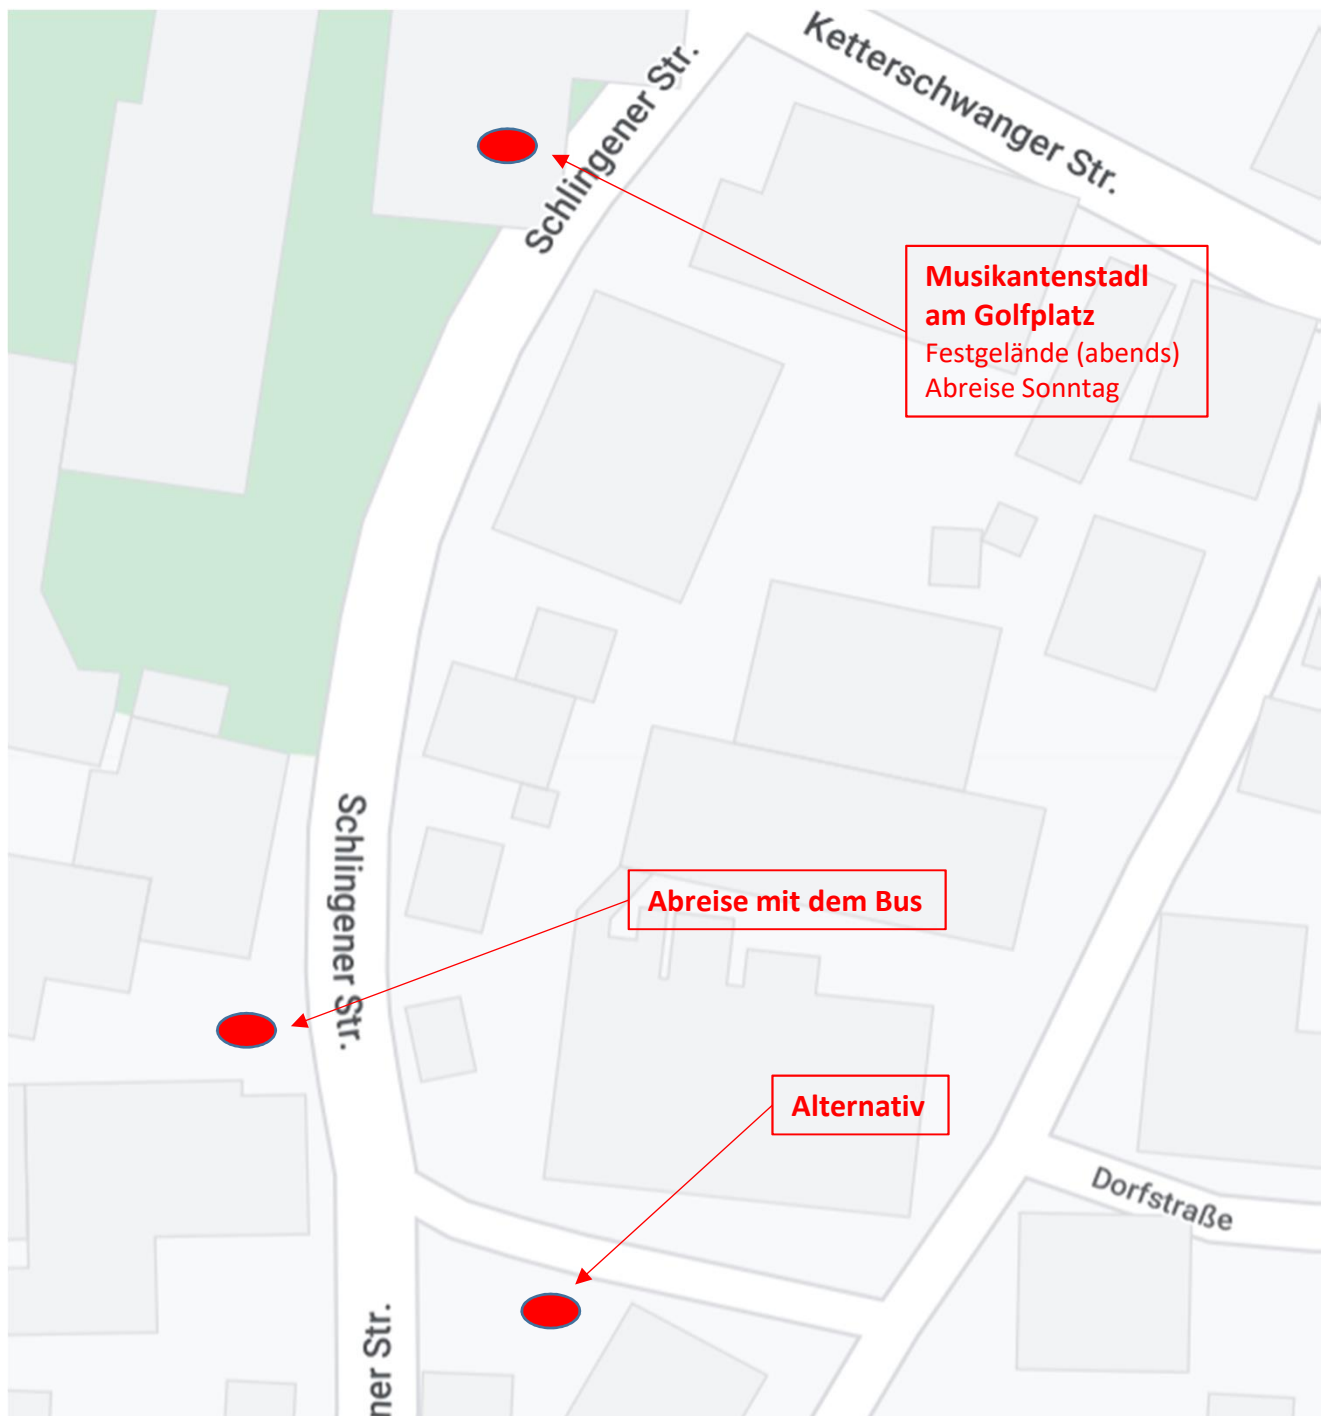 Ketterschwanger Str.
Schlingener Str.
Musikantenstadl
am Golfplatz
Festgelände (abends)
Abreise Sonntag
Schlingener Str.
Abreise mit dem Bus
Alternativ
Dorfstraße
ner Str.